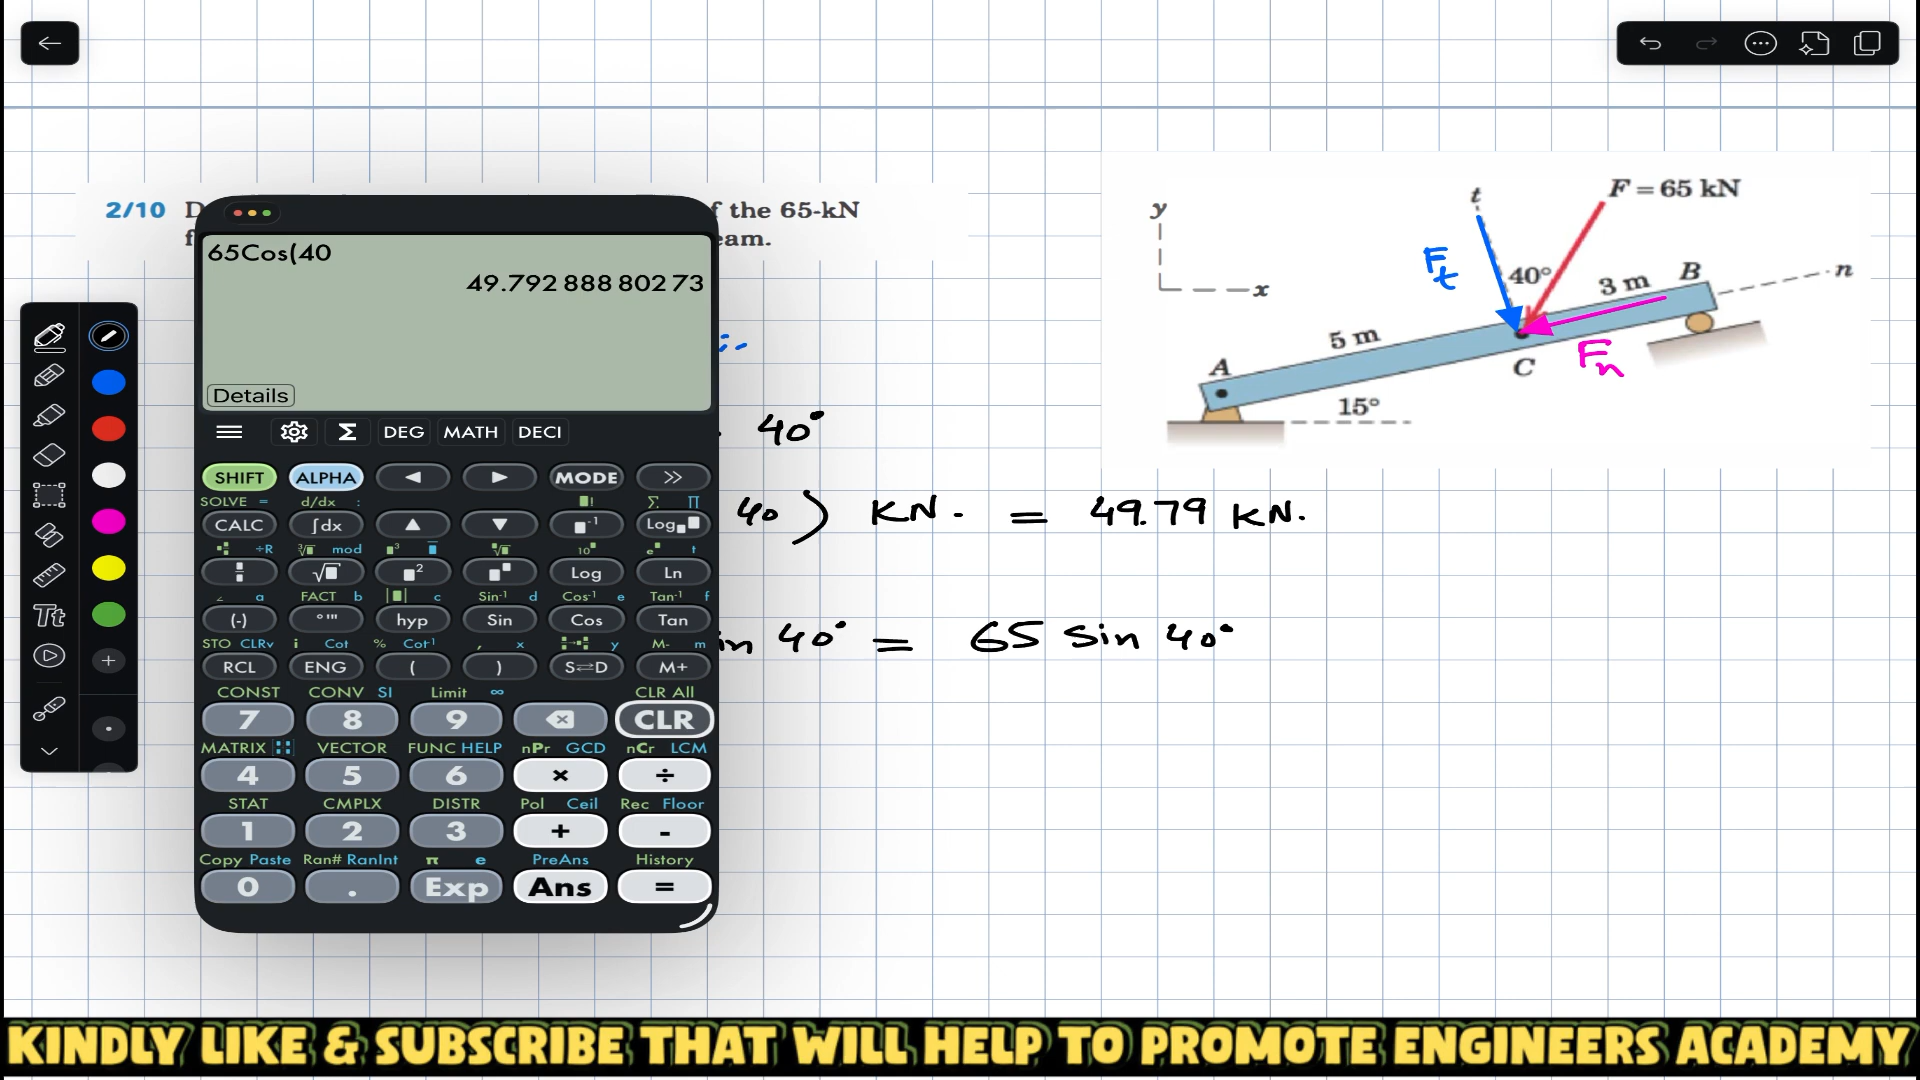 2/10 D of the 65-kN
f eam.
65Cos(40
49.792 888 802 73
Details
SHIFT ALPHA MODE
DEG MATH DECI
SOLVE = d/dx :
CALC ∫dx Log
÷R mod
Log Ln
a FACT b c Sin-1 d Cos-1 e Tan-1 f
(-) ° ' " hyp Sin Cos Tan
STO CLRv i Cot % Cot-1 , x y M- m
RCL ENG ( ) S⇄D M+
CONST CONV SI Limit ∞ CLR All
7 8 9 CLR
MATRIX VECTOR FUNC HELP nPr GCD nCr LCM
4 5 6 × ÷
STAT CMPLX DISTR Pol Ceil Rec Floor
1 2 3 + -
Copy Paste Ran# RanInt π e PreAns History
0 . Exp Ans =
Tt
:-
40°
40 ) KN. = 49.79 KN.
in 40° = 65 Sin 40°
y
x
t
F = 65 kN
Ft
40°
3 m
B
n
5 m
A
C
Fn
15°
KINDLY LIKE & SUBSCRIBE THAT WILL HELP TO PROMOTE ENGINEERS ACADEMY